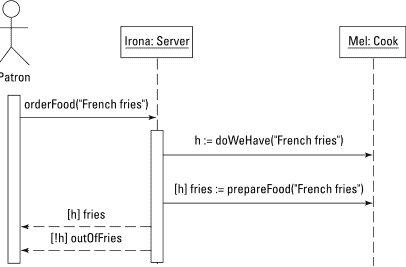 Irona: Server
Mel: Cook
Patron
orderFood("French fries")
h := doWeHave("French fries")
[h] fries := prepareFood("French fries")
[h] fries
[!h] outOfFries